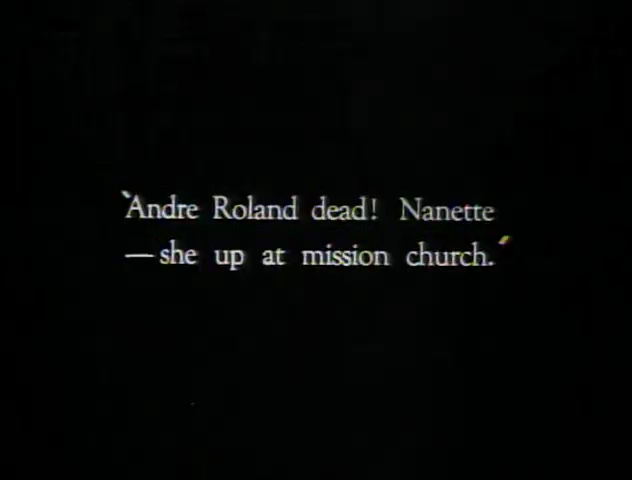 "Andre Roland dead! Nanette
—she up at mission church."